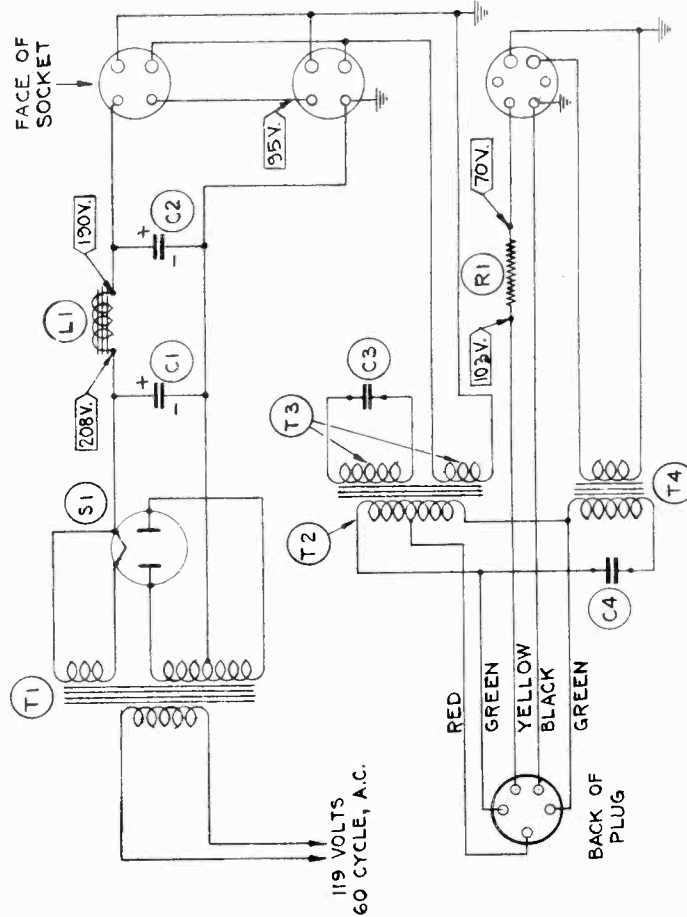 FACE OF
SOCKET
190V.
L1
208V.
C2
+
-
C1
+
-
95V.
S1
T1
119 VOLTS
60 CYCLE, A.C.
T3
C3
T2
70V.
R1
103V.
T4
C4
RED
GREEN
YELLOW
BLACK
GREEN
BACK OF
PLUG